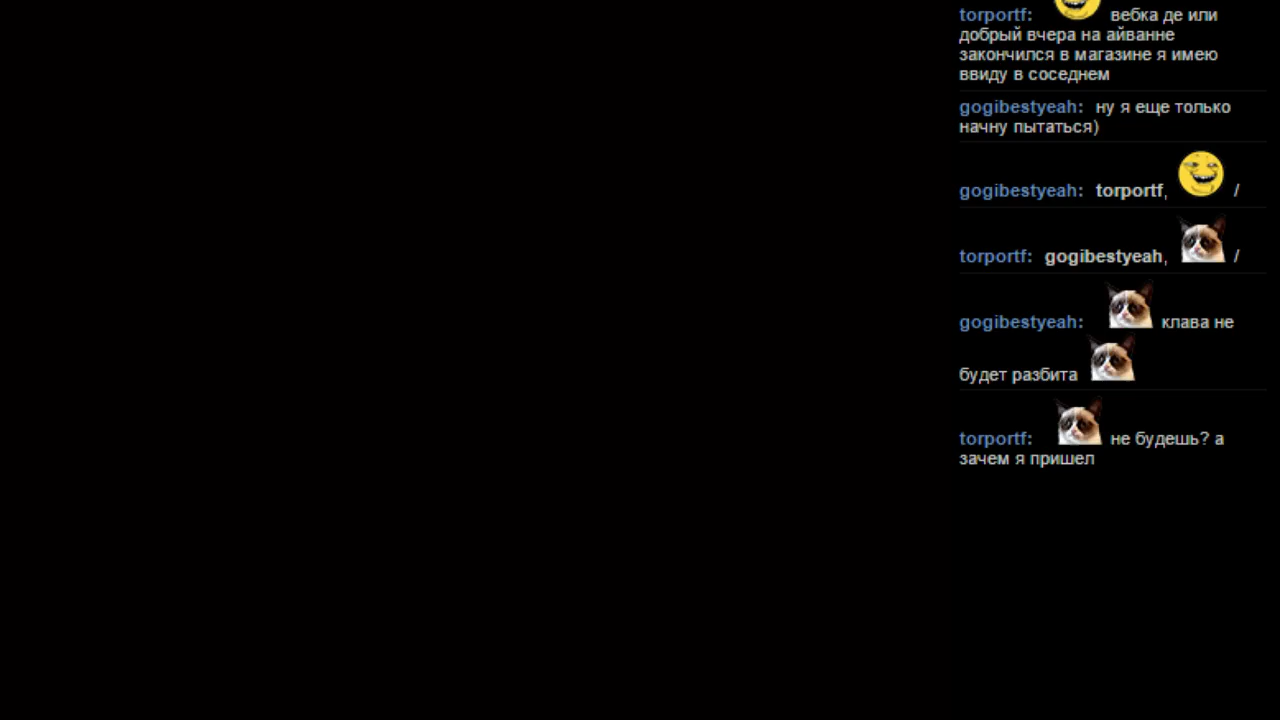 torportf: вебка де или
добрый вчера на айванне
закончился в магазине я имею
ввиду в соседнем
gogibestyeah: ну я еще только
начну пытаться)
gogibestyeah: torportf, /
torportf: gogibestyeah, /
gogibestyeah: клава не
будет разбита
torportf: не будешь? а
зачем я пришел